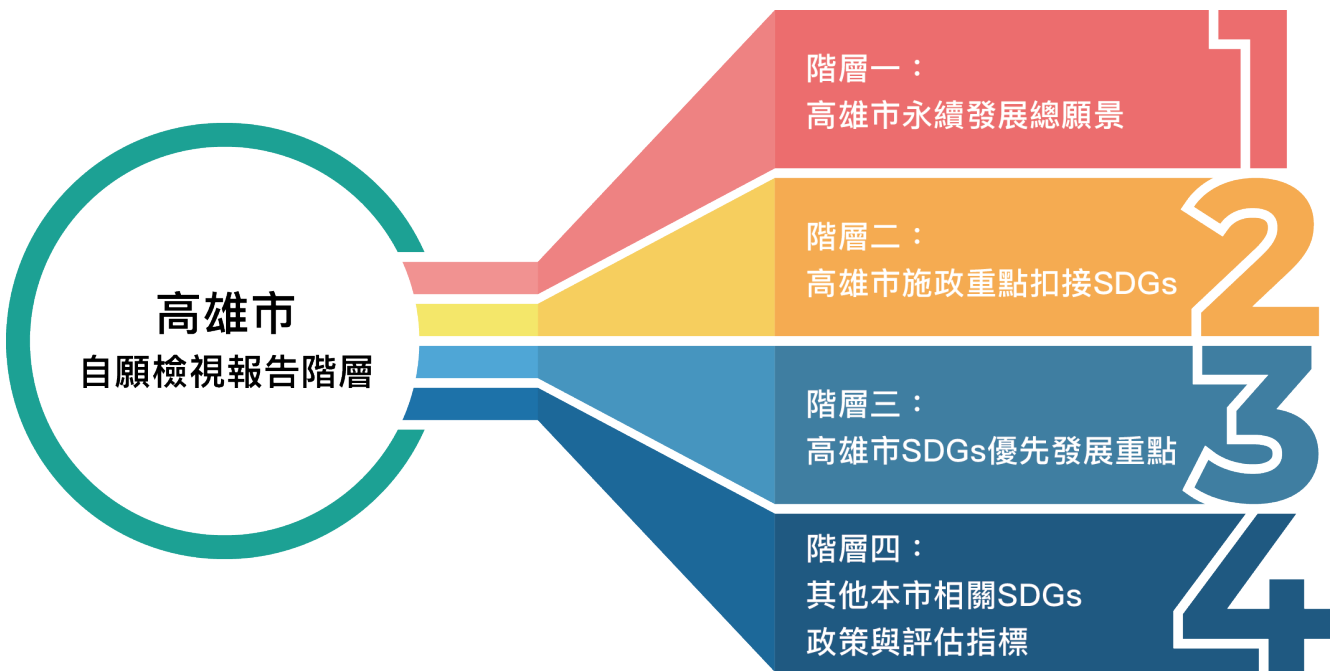 高雄市
自願檢視報告階層
階層一：
高雄市永續發展總願景
1
階層二：
高雄市施政重點扣接SDGs
2
階層三：
高雄市SDGs優先發展重點
3
階層四：
其他本市相關SDGs
政策與評估指標
4